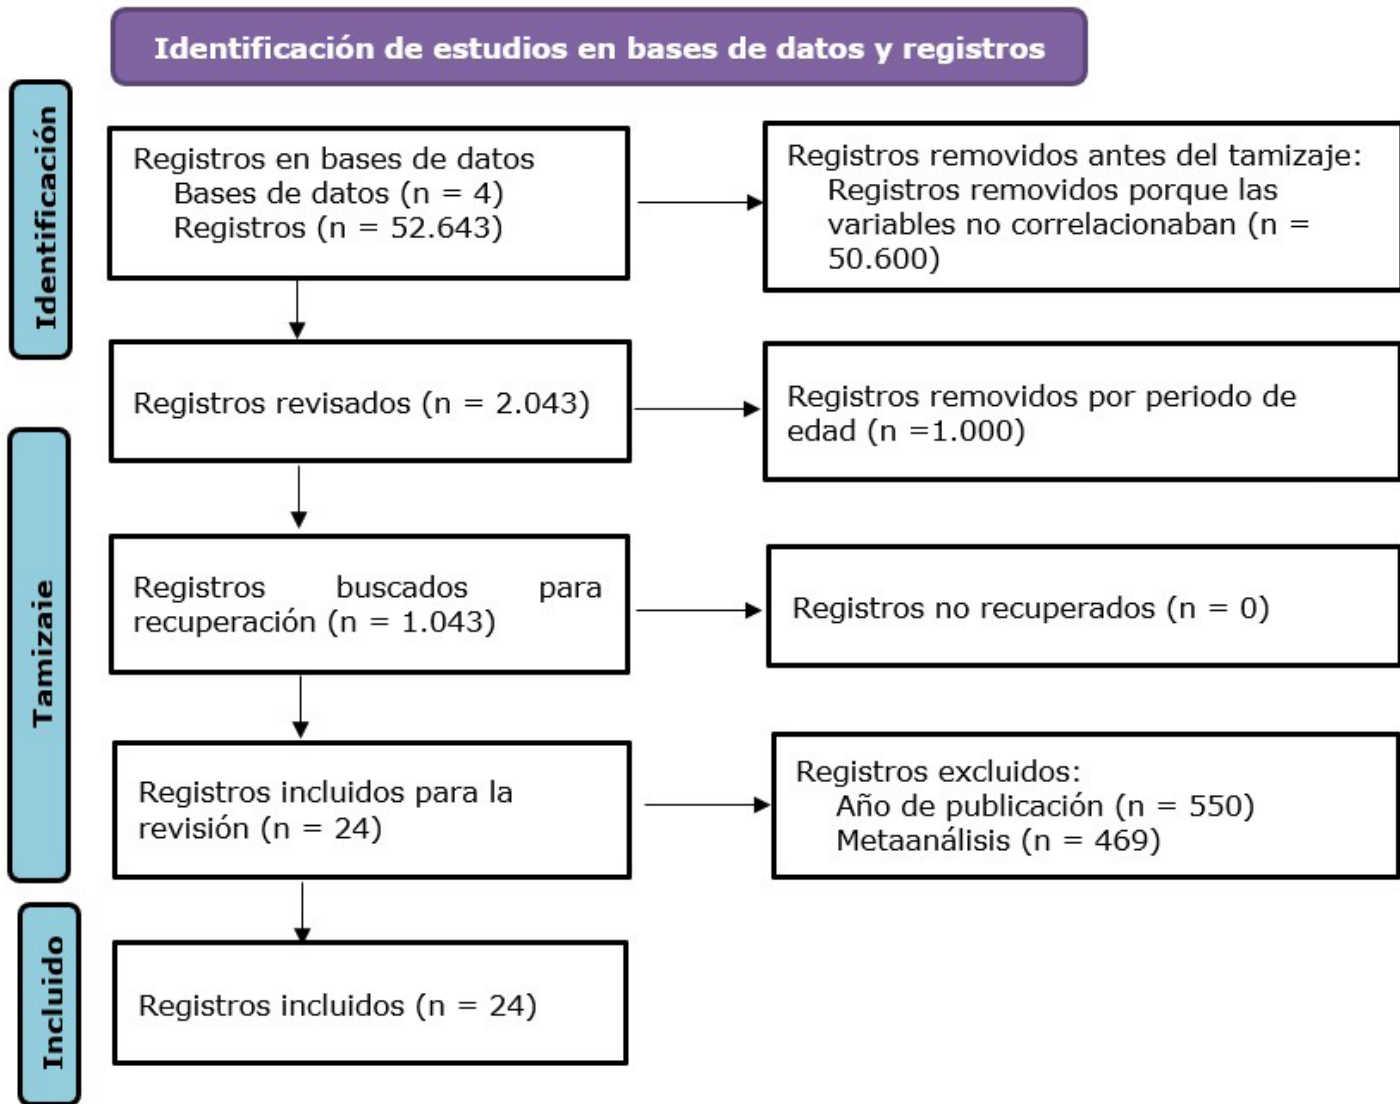 Identificación de estudios en bases de datos y registros
Identificación
Registros en bases de datos
Bases de datos (n = 4)
Registros (n = 52.643)
Registros removidos antes del tamizaje:
Registros removidos porque las
variables no correlacionaban (n =
50.600)
Registros revisados (n = 2.043)
Registros removidos por periodo de
edad (n =1.000)
Tamizaie
Registros buscados para
recuperación (n = 1.043)
Registros no recuperados (n = 0)
Registros incluidos para la
revisión (n = 24)
Registros excluidos:
Año de publicación (n = 550)
Metaanálisis (n = 469)
Incluido
Registros incluidos (n = 24)